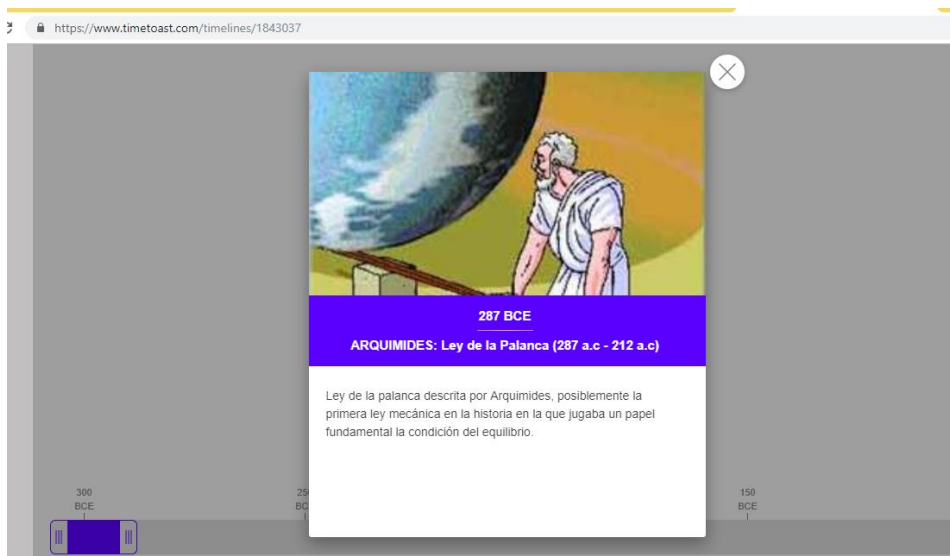 https://www.timetoast.com/timelines/1843037
287 BCE
ARQUIMIDES: Ley de la Palanca (287 a.c - 212 a.c)
Ley de la palanca descrita por Arquimides, posiblemente la
primera ley mecánica en la historia en la que jugaba un papel
fundamental la condición del equilibrio.
300
BCE
150
BCE